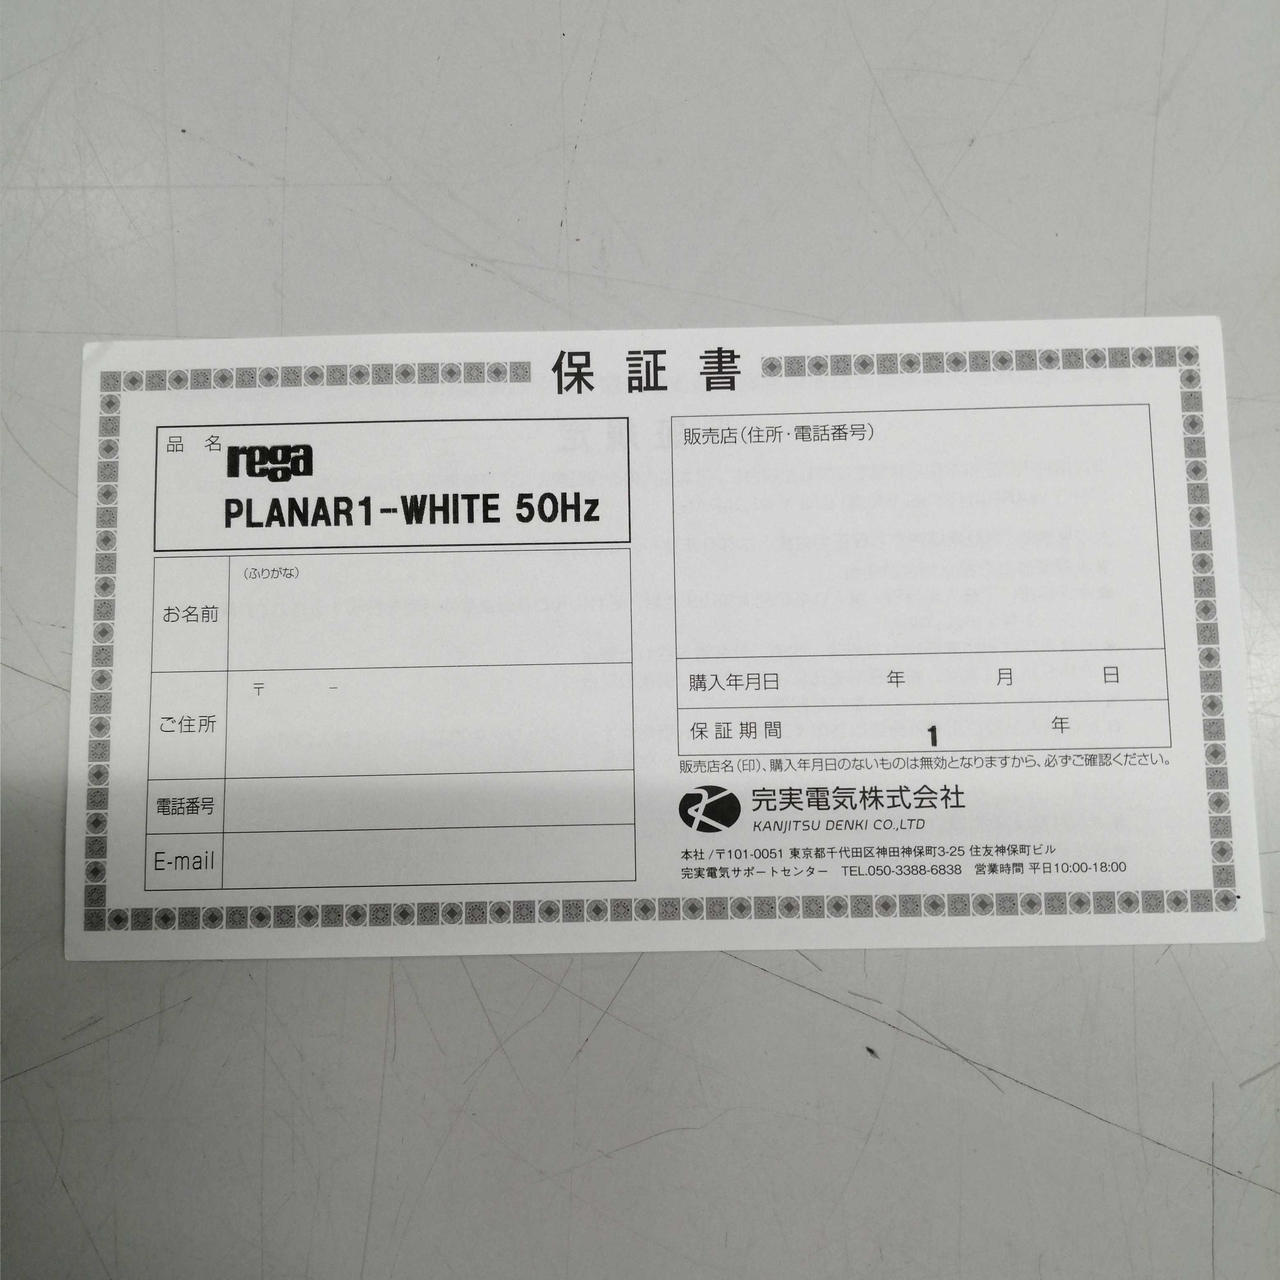 保証書
品名
rega
PLANAR1-WHITE 50Hz
お名前
(ふりがな)
ご住所
〒 －
電話番号
E-mail
販売店(住所・電話番号)
購入年月日 年 月 日
保証期間 1 年
販売店名(印)、購入年月日のないものは無効となりますから、必ずご確認ください。
K
完実電気株式会社
KANJITSU DENKI CO.,LTD
本社/〒101-0051 東京都千代田区神田神保町3-25 住友神保町ビル
完実電気サポートセンター TEL.050-3388-6838 営業時間 平日10:00-18:00